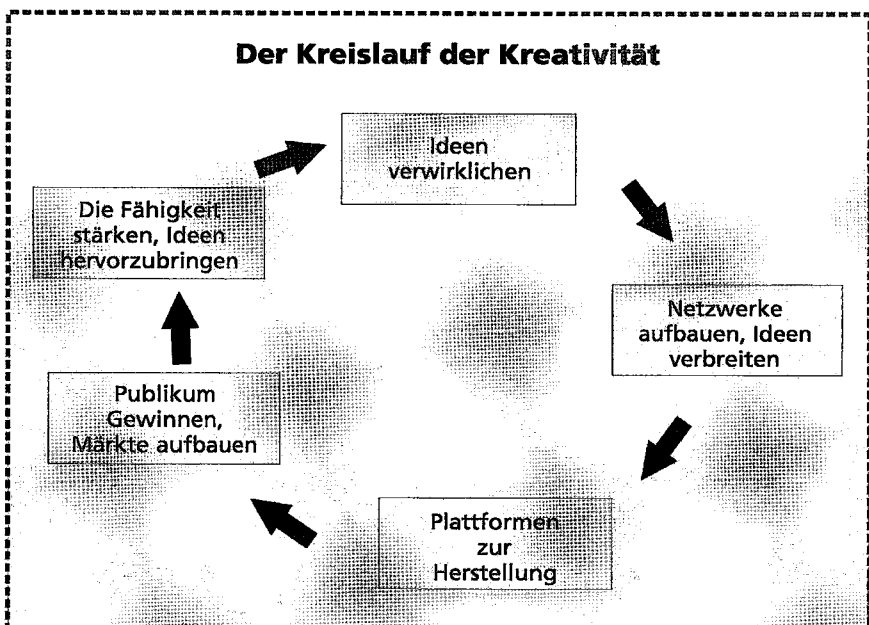 Der Kreislauf der Kreativität
Ideen
verwirklichen
Die Fähigkeit
stärken, Ideen
hervorzubringen
Netzwerke
aufbauen, Ideen
verbreiten
Publikum
Gewinnen,
Märkte aufbauen
Plattformen
zur
Herstellung